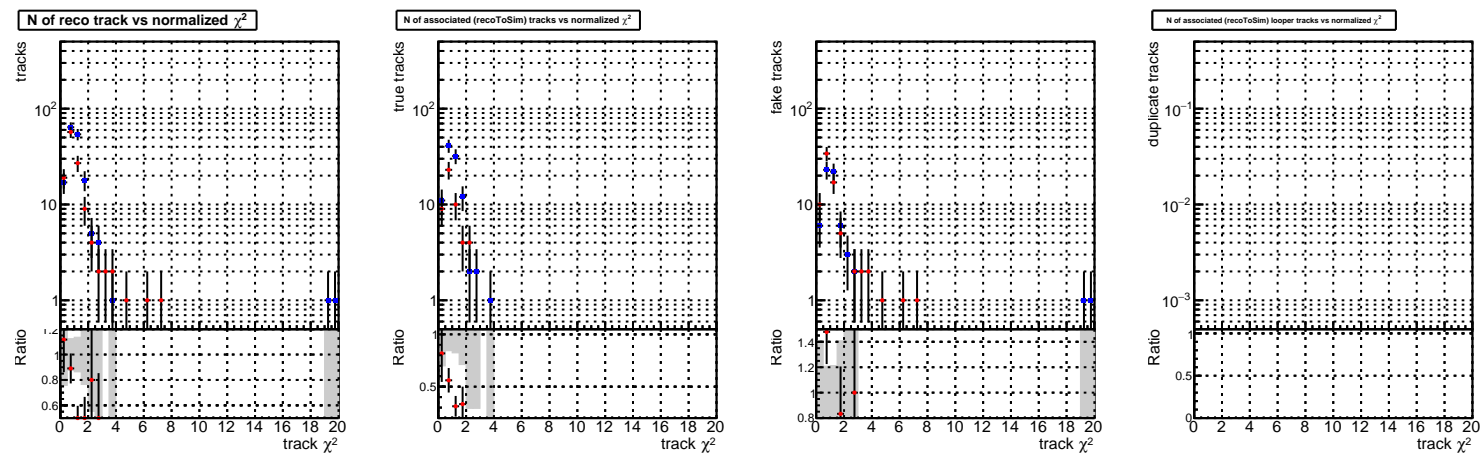 N of reco track vs normalized χ²
tracks
10²
10
1
Ratio
1.2
1
0.8
0.6
0 2 4 6 8 10 12 14 16 18 20
track χ²
N of associated (recoToSim) tracks vs normalized χ²
true tracks
10²
10
1
Ratio
1
0.5
0 2 4 6 8 10 12 14 16 18 20
track χ²
fake tracks
10²
10
1
Ratio
1.4
1.2
1
0.8
0 2 4 6 8 10 12 14 16 18 20
track χ²
N of associated (recoToSim) looper tracks vs normalized χ²
duplicate tracks
10⁻¹
10⁻²
10⁻³
Ratio
1
0.5
0
0 2 4 6 8 10 12 14 16 18 20
track χ²